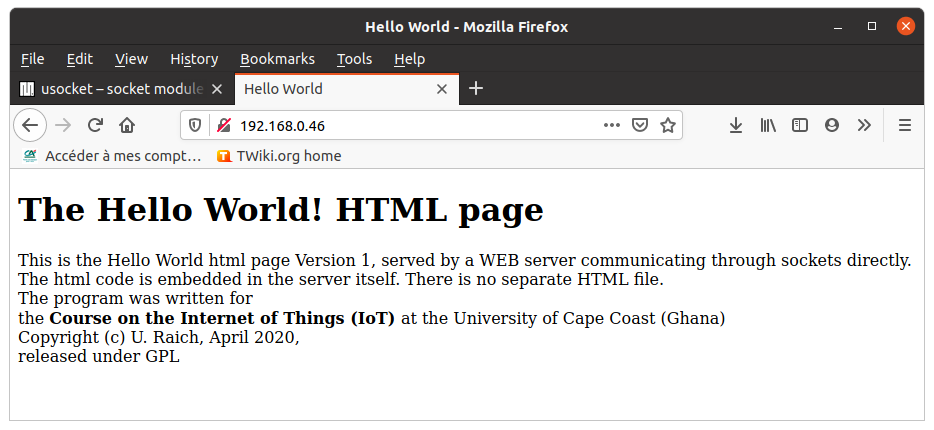 Hello World - Mozilla Firefox
File Edit View History Bookmarks Tools Help
usocket – socket module
Hello World
192.168.0.46
Accéder à mes compt… TWiki.org home
The Hello World! HTML page
This is the Hello World html page Version 1, served by a WEB server communicating through sockets directly.
The html code is embedded in the server itself. There is no separate HTML file.
The program was written for
the Course on the Internet of Things (IoT) at the University of Cape Coast (Ghana)
Copyright (c) U. Raich, April 2020,
released under GPL